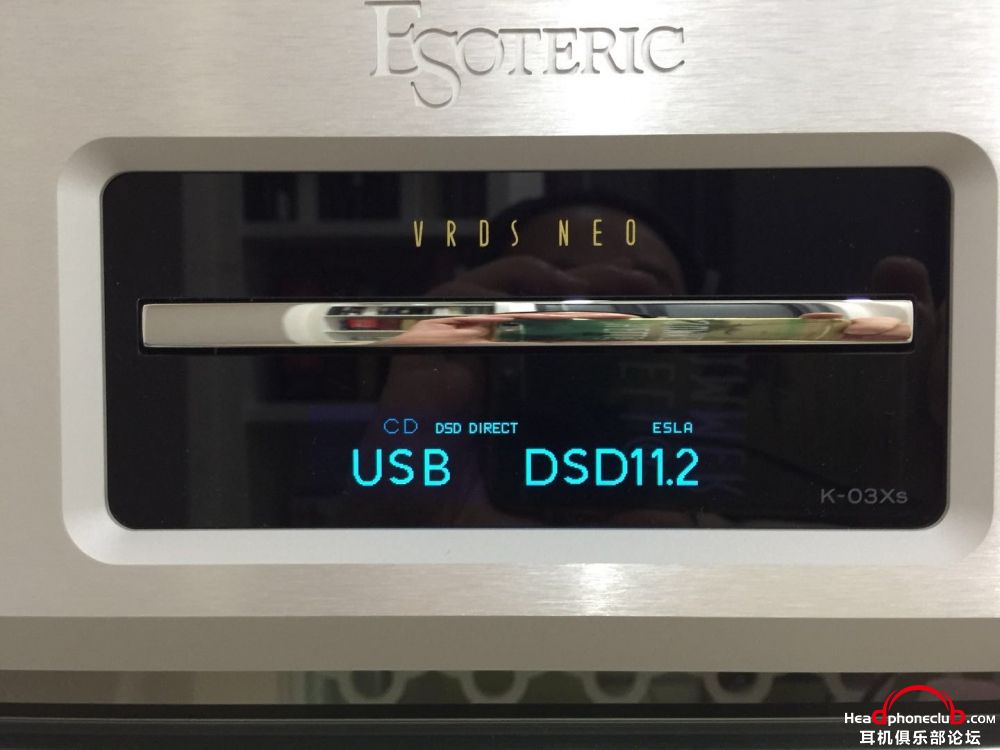 ESOTERIC
VRDS NEO
CD DSD DIRECT ESLA
USB DSD11.2
K-03Xs
Headphoneclub.com
耳机俱乐部论坛